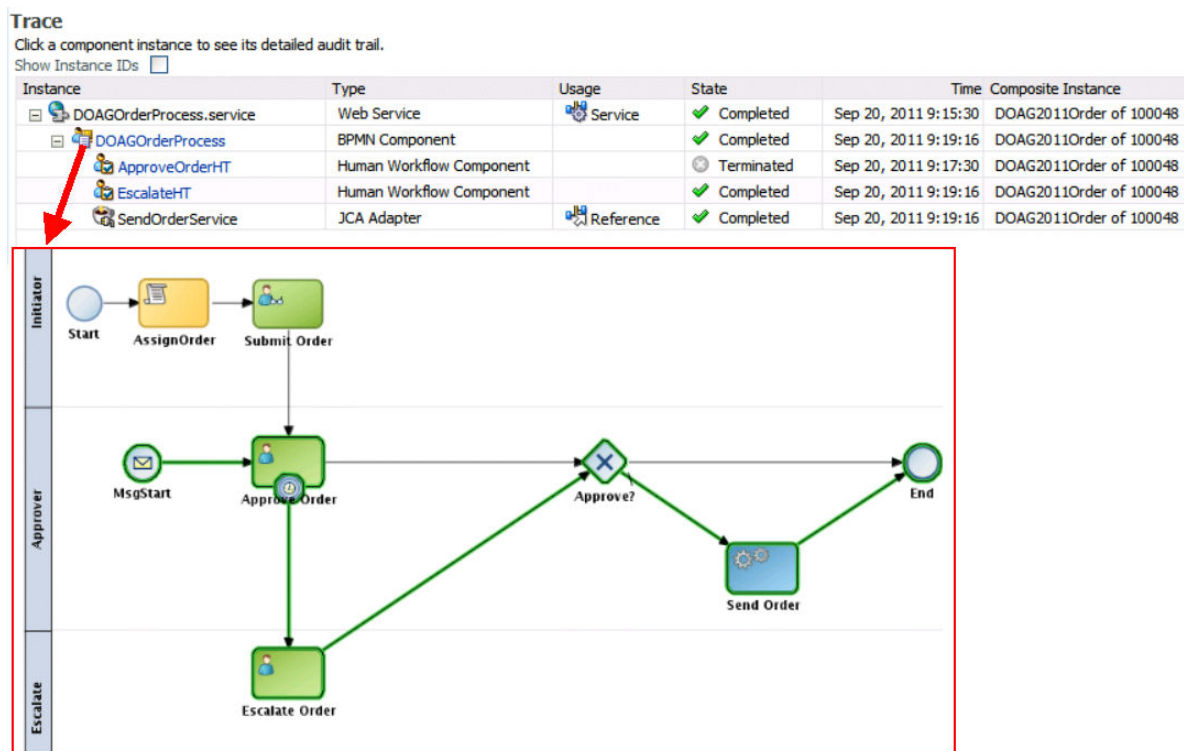 Trace
Click a component instance to see its detailed audit trail.
Show Instance IDs
Instance Type Usage State Time Composite Instance
DOAGOrderProcess.service Web Service Service Completed Sep 20, 2011 9:15:30 DOAG2011Order of 100048
DOAGOrderProcess BPMN Component Completed Sep 20, 2011 9:19:16 DOAG2011Order of 100048
ApproveOrderHT Human Workflow Component Terminated Sep 20, 2011 9:17:30 DOAG2011Order of 100048
EscalateHT Human Workflow Component Completed Sep 20, 2011 9:19:16 DOAG2011Order of 100048
SendOrderService JCA Adapter Reference Completed Sep 20, 2011 9:19:16 DOAG2011Order of 100048
Initiator
Start
AssignOrder
Submit Order
Approver
MsgStart
Approve Order
Approve?
End
Send Order
Escalate
Escalate Order